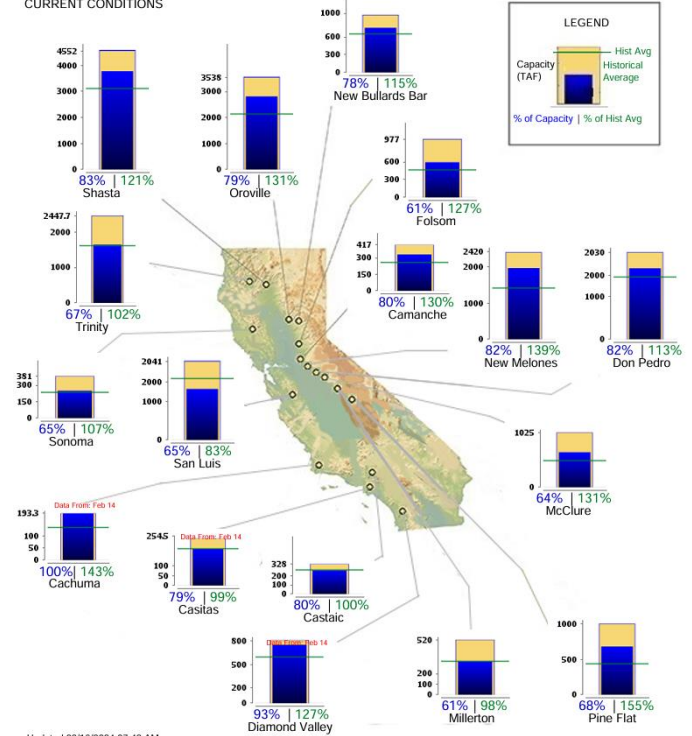 CURRENT CONDITIONS
LEGEND
Hist Avg
Capacity
(TAF)
Historical
Average
% of Capacity | % of Hist Avg
1000
600
300
0
78% | 115%
New Bullards Bar
4552
4000
3000
2000
1000
0
83% | 121%
Shasta
3538
3000
2000
1000
0
79% | 131%
Oroville
977
600
300
0
61% | 127%
Folsom
2447.7
2000
1000
0
67% | 102%
Trinity
417
300
150
0
80% | 130%
Camanche
2420
2000
1000
0
82% | 139%
New Melones
2030
1000
0
82% | 113%
Don Pedro
381
300
150
0
65% | 107%
Sonoma
2041
2000
1000
0
65% | 83%
San Luis
1025
0
64% | 131%
McClure
Data From: Feb 14
193.3
100
50
0
100% | 143%
Cachuma
Data From: Feb 14
254.5
100
50
0
79% | 99%
Casitas
328
200
100
0
80% | 100%
Castaic
Data From: Feb 14
800
500
200
0
93% | 127%
Diamond Valley
520
200
100
0
61% | 98%
Millerton
1000
500
0
68% | 155%
Pine Flat